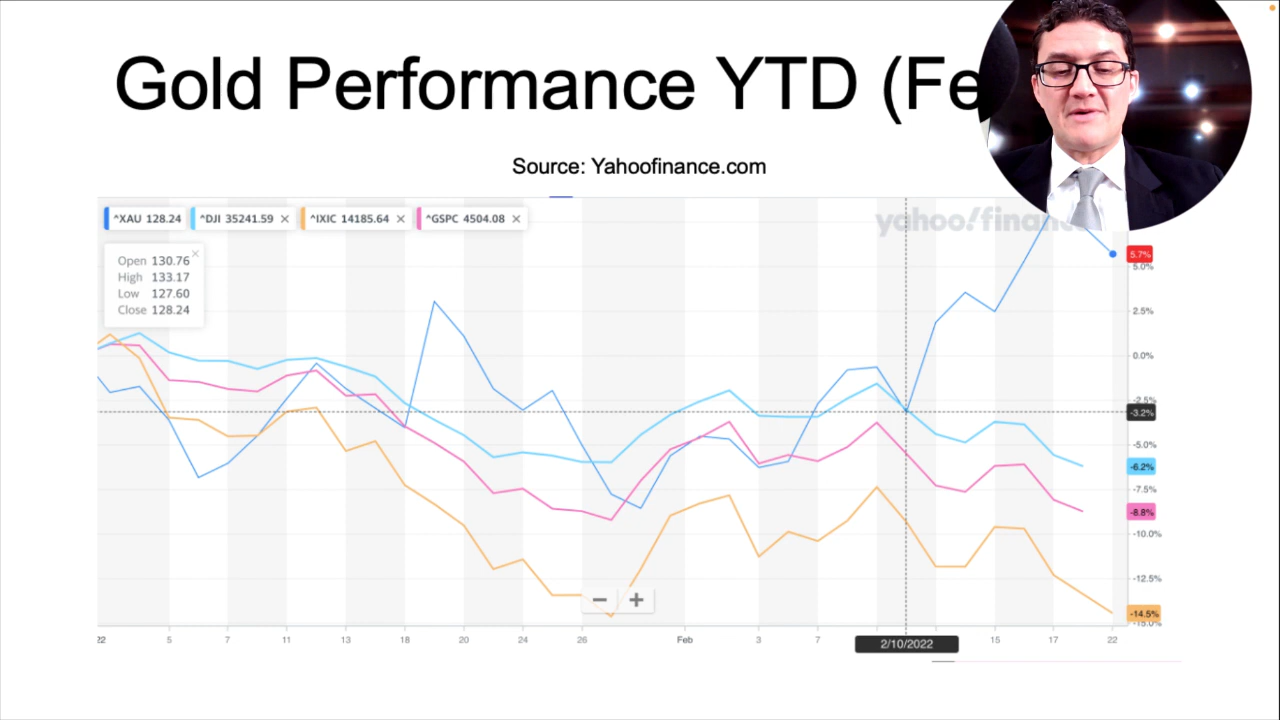 Gold Performance YTD (Fe
Source: Yahoofinance.com
^XAU 128.24 ^DJI 35241.59 × ^IXIC 14185.64 × ^GSPC 4504.08 ×
yahoo!finance
Open 130.76
High 133.17
Low 127.60
Close 128.24
5.7%
5.0%
2.5%
0.0%
-2.5%
-3.2%
-5.0%
-6.2%
-7.5%
-8.8%
-10.0%
-12.5%
-14.5%
-15.0%
− +
22 5 7 11 13 18 20 24 26 Feb 3 7 15 17 22
2/10/2022